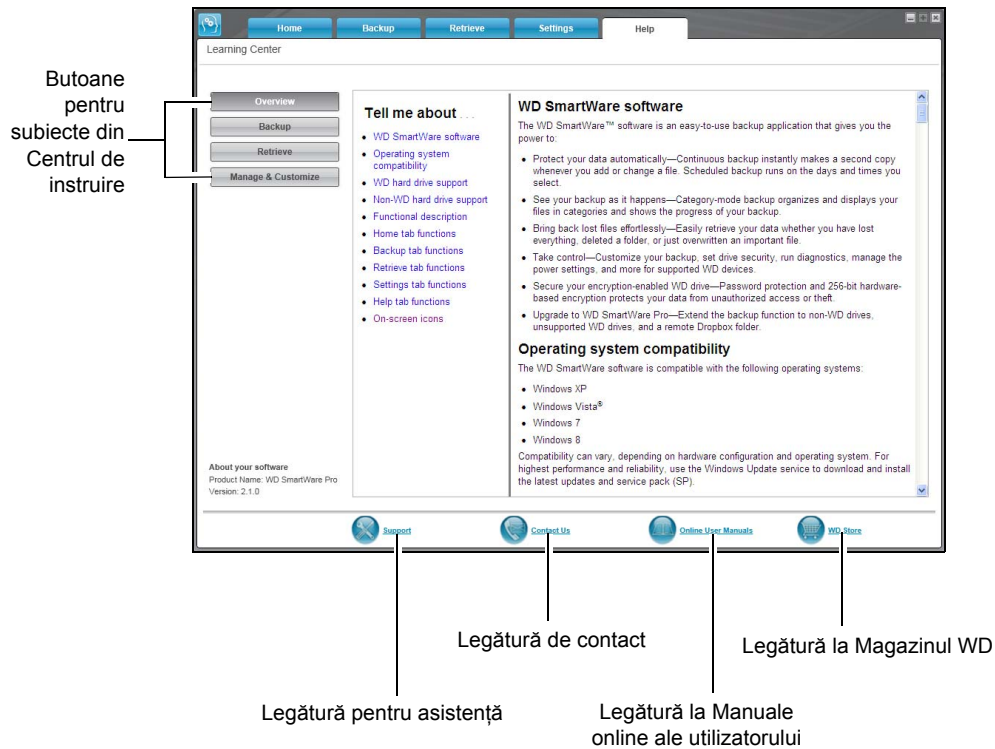 Home Backup Retrieve Settings Help
Learning Center
Butoane
pentru
subiecte din
Centrul de
instruire
Overview
Backup
Retrieve
Manage & Customize
Tell me about . . .
• WD SmartWare software
• Operating system
compatibility
• WD hard drive support
• Non-WD hard drive support
• Functional description
• Home tab functions
• Backup tab functions
• Retrieve tab functions
• Settings tab functions
• Help tab functions
• On-screen icons
WD SmartWare software
The WD SmartWare™ software is an easy-to-use backup application that gives you the
power to:
• Protect your data automatically—Continuous backup instantly makes a second copy
whenever you add or change a file. Scheduled backup runs on the days and times you
select.
• See your backup as it happens—Category-mode backup organizes and displays your
files in categories and shows the progress of your backup.
• Bring back lost files effortlessly—Easily retrieve your data whether you have lost
everything, deleted a folder, or just overwritten an important file.
• Take control—Customize your backup, set drive security, run diagnostics, manage the
power settings, and more for supported WD devices.
• Secure your encryption-enabled WD drive—Password protection and 256-bit hardware-
based encryption protects your data from unauthorized access or theft.
• Upgrade to WD SmartWare Pro—Extend the backup function to non-WD drives,
unsupported WD drives, and a remote Dropbox folder.
Operating system compatibility
The WD SmartWare software is compatible with the following operating systems:
• Windows XP
• Windows Vista®
• Windows 7
• Windows 8
Compatibility can vary, depending on hardware configuration and operating system. For
highest performance and reliability, use the Windows Update service to download and install
the latest updates and service pack (SP).
About your software
Product Name: WD SmartWare Pro
Version: 2.1.0
Support Contact Us Online User Manuals WD Store
Legătură de contact
Legătură la Magazinul WD
Legătură pentru asistență
Legătură la Manuale
online ale utilizatorului